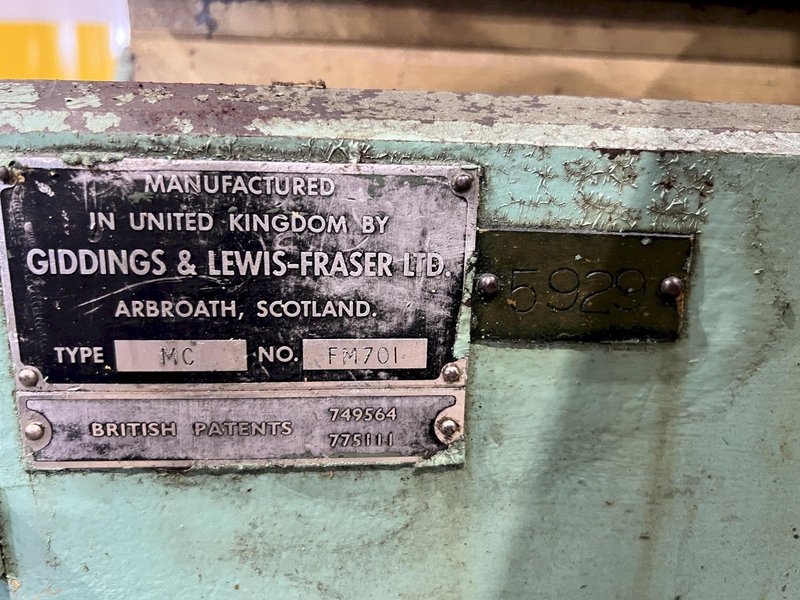 MANUFACTURED
IN UNITED KINGDOM BY
GIDDINGS & LEWIS-FRASER LTD.
ARBROATH, SCOTLAND.
TYPE MC NO. FM701
BRITISH PATENTS 749564
775111
5929